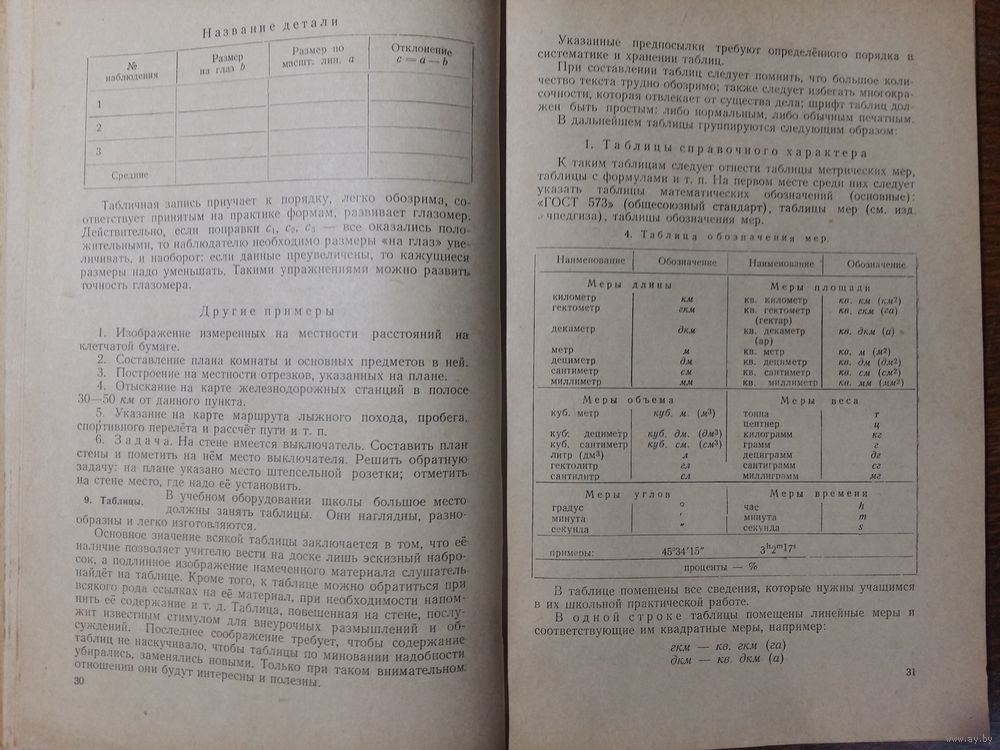 Название детали
№ наблюдения | Размер на глаз b | Размер по масшт. лин. a | Отклонение c = a — b
1
2
3
Средние
Табличная запись приучает к порядку, легко обозрима, со-
ответствует принятым на практике формам, развивает глазомер.
Действительно, если поправки c₁, c₂, c₃ — все оказались поло-
жительными, то наблюдателю необходимо размеры «на глаз» уве-
личивать, и наоборот: если данные преувеличены, то кажущиеся
размеры надо уменьшать. Такими упражнениями можно развить
точность глазомера.
Другие примеры
1. Изображение измеренных на местности расстояний на
клетчатой бумаге.
2. Составление плана комнаты и основных предметов в ней.
3. Построение на местности отрезков, указанных на плане.
4. Отыскание на карте железнодорожных станций в полосе
30—50 км от данного пункта.
5. Указание на карте маршрута лыжного похода, пробега,
спортивного перелёта и рассчёт пути и т. п.
6. Задача. На стене имеется выключатель. Составить план
стены и пометить на нём место выключателя. Решить обратную
задачу: на плане указано место штепсельной розетки; отметить
на стене место, где надо её установить.
9. Таблицы. В учебном оборудовании школы большое место
должны занять таблицы. Они наглядны, разно-
образны и легко изготовляются.
Основное значение всякой таблицы заключается в том, что её
наличие позволяет учителю вести на доске лишь эскизный набро-
сок, а подлинное изображение намеченного материала слушатель
найдёт на таблице. Кроме того, к таблице можно обратиться при
всякого рода ссылках на её материал, при необходимости напом-
нить её содержание и т. д. Таблица, повешенная на стене, послу-
жит известным стимулом для внеурочных размышлений и об-
суждений. Последнее соображение требует, чтобы содержание
таблиц не наскучивало, чтобы таблицы по миновании надобности
убирались, заменялись новыми. Только при таком внимательном
отношении они будут интересны и полезны.
30
Указанные предпосылки требуют определённого порядка в
систематике и хранении таблиц.
При составлении таблиц следует помнить, что большое коли-
чество текста трудно обозримо; также следует избегать многокра-
сочности, которая отвлекает от существа дела; шрифт таблиц дол-
жен быть простым: либо нормальным, либо обычным печатным.
В дальнейшем таблицы группируются следующим образом:
1. Таблицы справочного характера
К таким таблицам следует отнести таблицы метрических мер,
таблицы с формулами и т. п. На первом месте среди них следует
указать таблицы математических обозначений (основные):
«ГОСТ 573» (общесоюзный стандарт), таблицы мер (см. изд.
чпедгиза), таблицы обозначения мер.
4. Таблица обозначения мер.
Наименование | Обозначение | Наименование | Обозначение
Меры длины | Меры площади
километр | км | кв. километр | кв. км (км²)
гектометр | гкм | кв. гектометр (гектар) | кв. гкм (га)
декаметр | дкм | кв. декаметр (ар) | кв. дкм (а)
метр | м | кв. метр | кв. м (м²)
дециметр | дм | кв. дециметр | кв. дм (дм²)
сантиметр | см | кв. сантиметр | кв. см (см²)
миллиметр | мм | кв. миллиметр | кв. мм (мм²)
Меры объема | Меры веса
куб. метр | куб. м. (м³) | тонна | т
центнер | ц
куб. дециметр | куб. дм. (дм³) | килограмм | кг
куб. сантиметр | куб. см. (см³) | грамм | г
литр (дм³) | л | дециграмм | дг
гектолитр | гл | сантиграмм | сг
сантилитр | сл | миллиграмм | мг
Меры углов | Меры времени
градус | ° | час | h
минута | ′ | минута | m
секунда | ″ | секунда | s
примеры: 45°34′15″ | 3ʰ2ᵐ17ˢ
проценты — %
В таблице помещены все сведения, которые нужны учащимся
в их школьной практической работе.
В одной строке таблицы помещены линейные меры и
соответствующие им квадратные меры, например:
гкм — кв. гкм (га)
дкм — кв. дкм (а)
31
www.ay.by